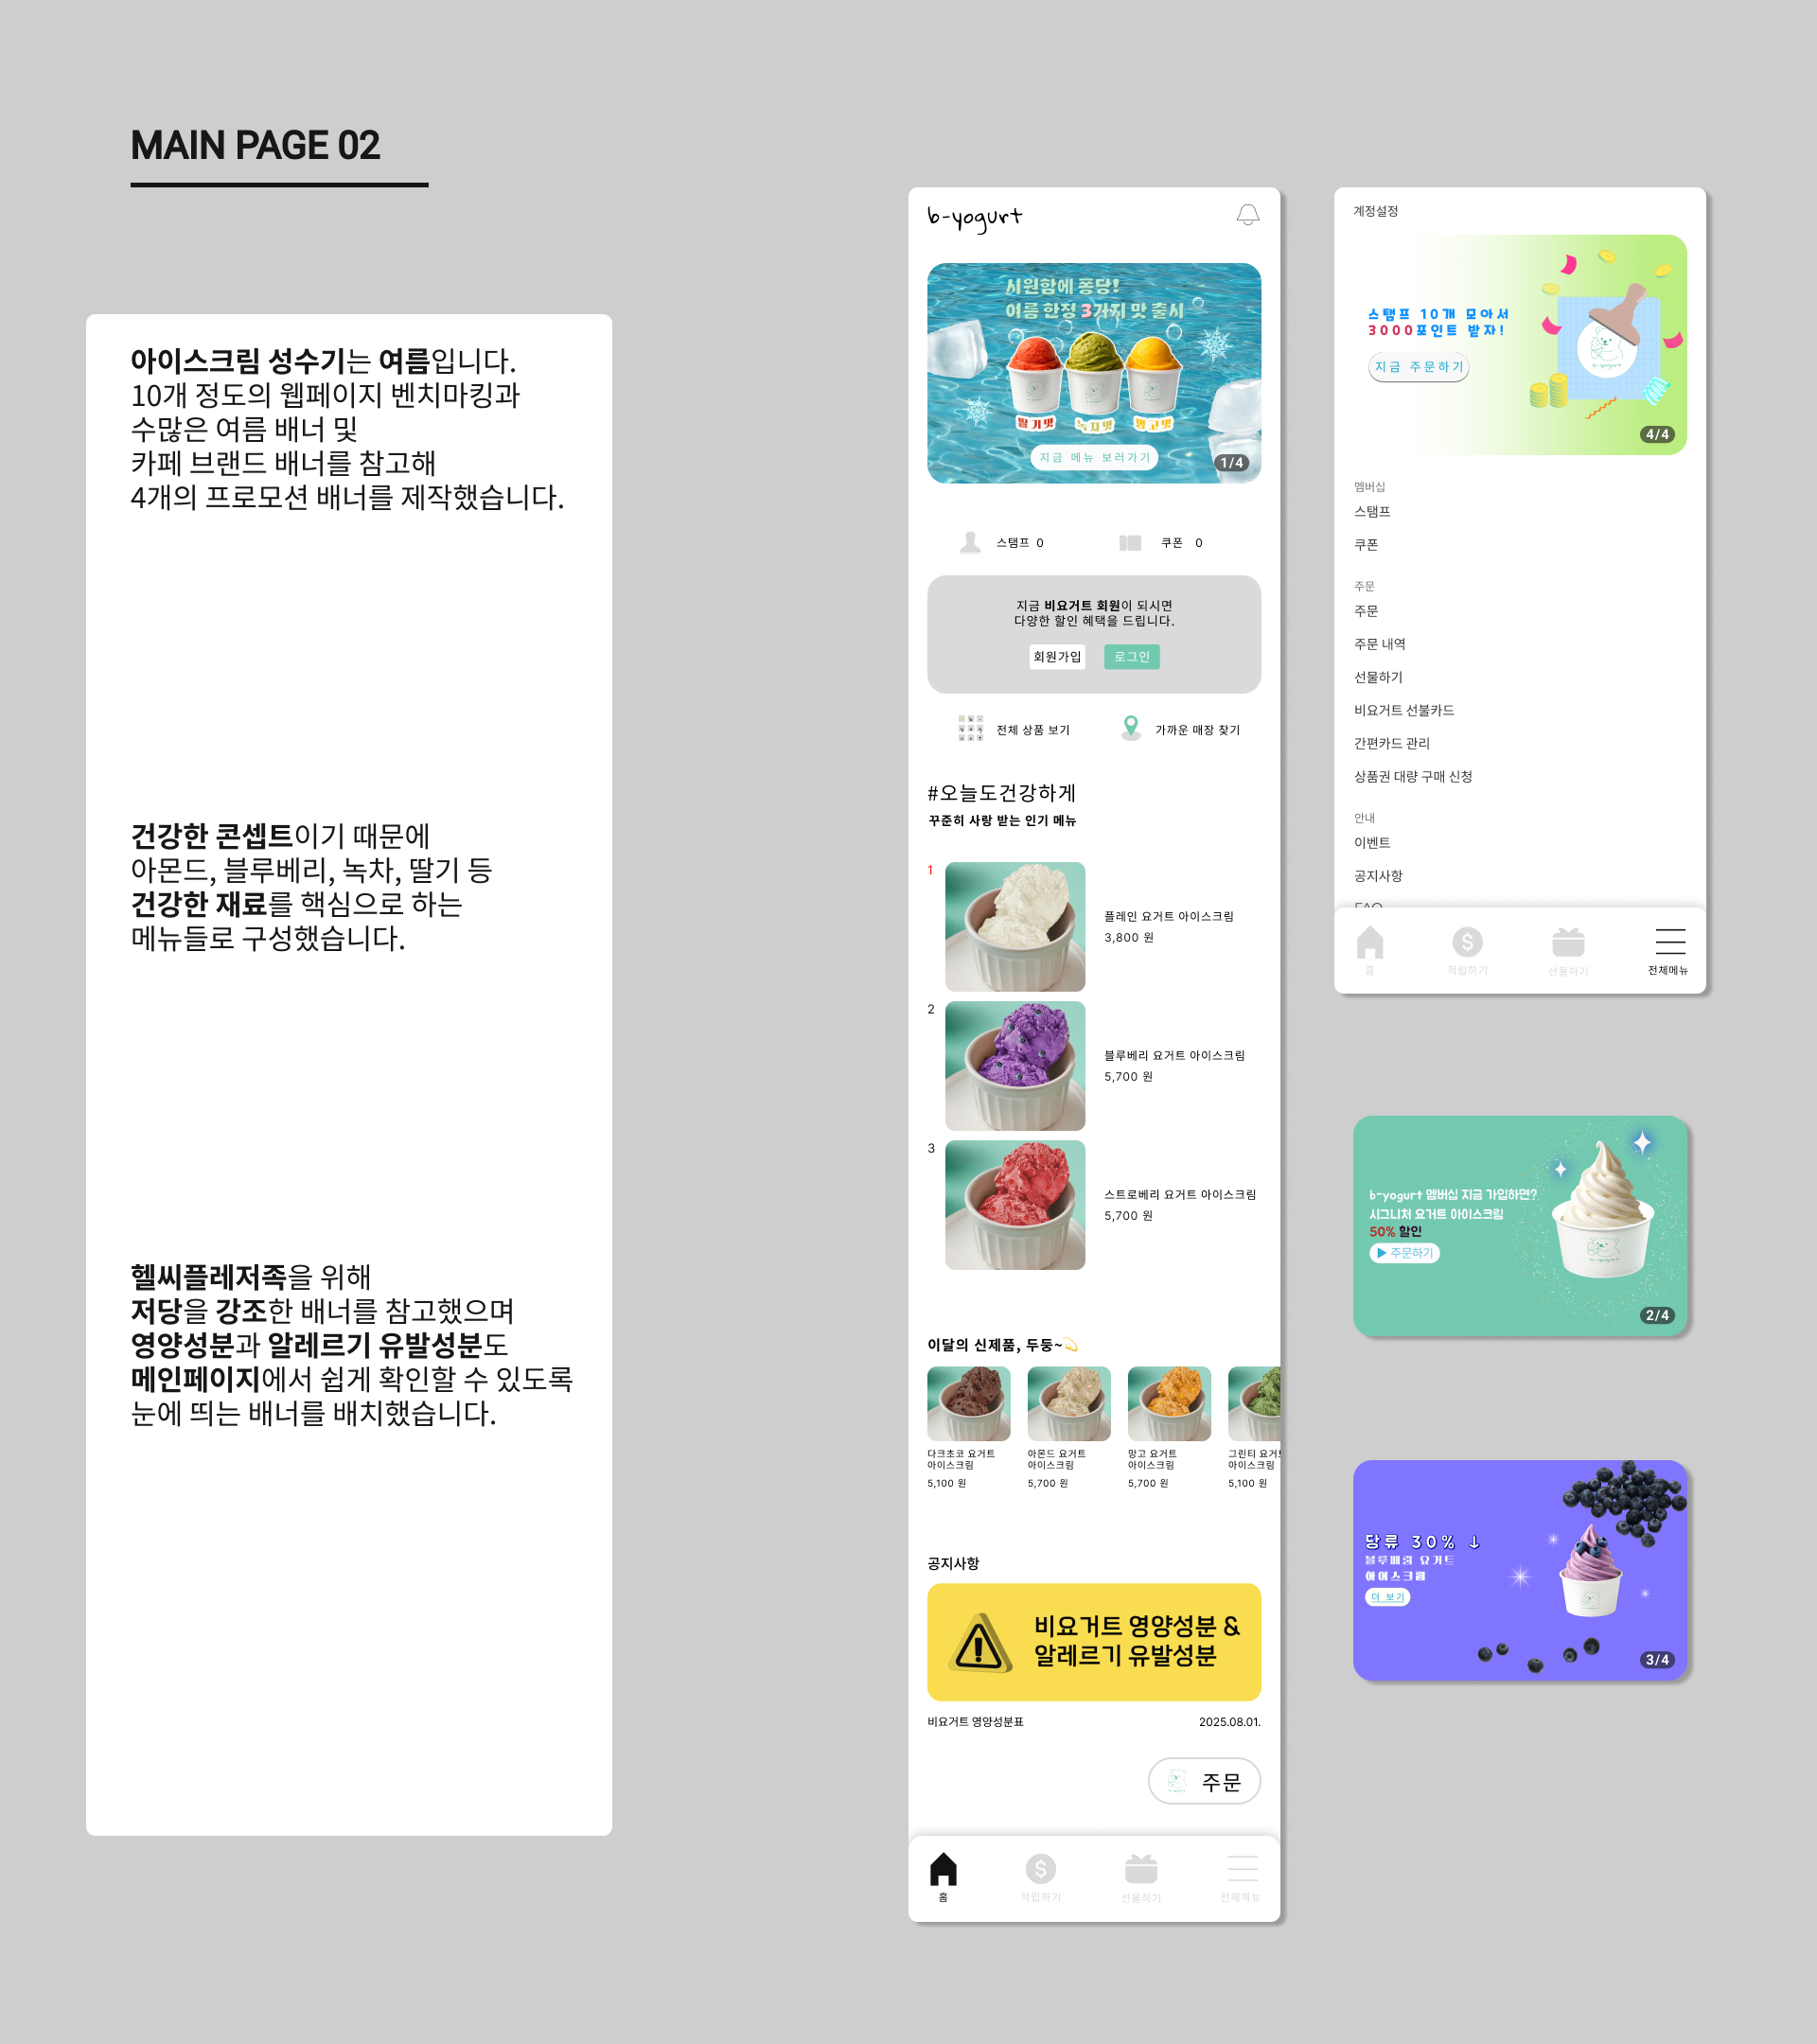 MAIN PAGE 02
아이스크림 성수기는 여름입니다.
10개 정도의 웹페이지 벤치마킹과
수많은 여름 배너 및
카페 브랜드 배너를 참고해
4개의 프로모션 배너를 제작했습니다.
건강한 콘셉트이기 때문에
아몬드, 블루베리, 녹차, 딸기 등
건강한 재료를 핵심으로 하는
메뉴들로 구성했습니다.
헬씨플레저족을 위해
저당을 강조한 배너를 참고했으며
영양성분과 알레르기 유발성분도
메인페이지에서 쉽게 확인할 수 있도록
눈에 띄는 배너를 배치했습니다.
b-yogurt
시원함에 퐁당!
여름 한정 3가지 맛 출시
딸기맛 녹차맛 망고맛
지금 메뉴 보러가기
1/4
스탬프 0
쿠폰 0
지금 비요거트 회원이 되시면
다양한 할인 혜택을 드립니다.
회원가입 로그인
전체 상품 보기
가까운 매장 찾기
#오늘도건강하게
꾸준히 사랑 받는 인기 메뉴
1
플레인 요거트 아이스크림
3,800 원
2
블루베리 요거트 아이스크림
5,700 원
3
스트로베리 요거트 아이스크림
5,700 원
이달의 신제품, 두둥~💫
다크초코 요거트
아이스크림
5,100 원
아몬드 요거트
아이스크림
5,700 원
망고 요거트
아이스크림
5,700 원
그린티 요거트
아이스크림
5,100 원
공지사항
비요거트 영양성분 &
알레르기 유발성분
비요거트 영양성분표 2025.08.01.
주문
홈 적립하기 선물하기 전체메뉴
계정설정
스탬프 10개 모아서
3000포인트 받자!
지금 주문하기
b-yogurt
4/4
멤버십
스탬프
쿠폰
주문
주문
주문 내역
선물하기
비요거트 선불카드
간편카드 관리
상품권 대량 구매 신청
안내
이벤트
공지사항
FAQ
홈 적립하기 선물하기 전체메뉴
b-yogurt 멤버십 지금 가입하면?
시그니처 요거트 아이스크림
50% 할인
▶ 주문하기
b-yogurt
2/4
당류 30% ↓
블루베리 요거트
아이스크림
더 보기
3/4